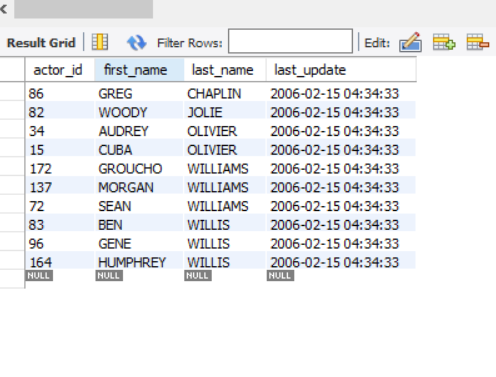 Result Grid Filter Rows: Edit:
actor_id first_name last_name last_update
86 GREG CHAPLIN 2006-02-15 04:34:33
82 WOODY JOLIE 2006-02-15 04:34:33
34 AUDREY OLIVIER 2006-02-15 04:34:33
15 CUBA OLIVIER 2006-02-15 04:34:33
172 GROUCHO WILLIAMS 2006-02-15 04:34:33
137 MORGAN WILLIAMS 2006-02-15 04:34:33
72 SEAN WILLIAMS 2006-02-15 04:34:33
83 BEN WILLIS 2006-02-15 04:34:33
96 GENE WILLIS 2006-02-15 04:34:33
164 HUMPHREY WILLIS 2006-02-15 04:34:33
NULL NULL NULL NULL